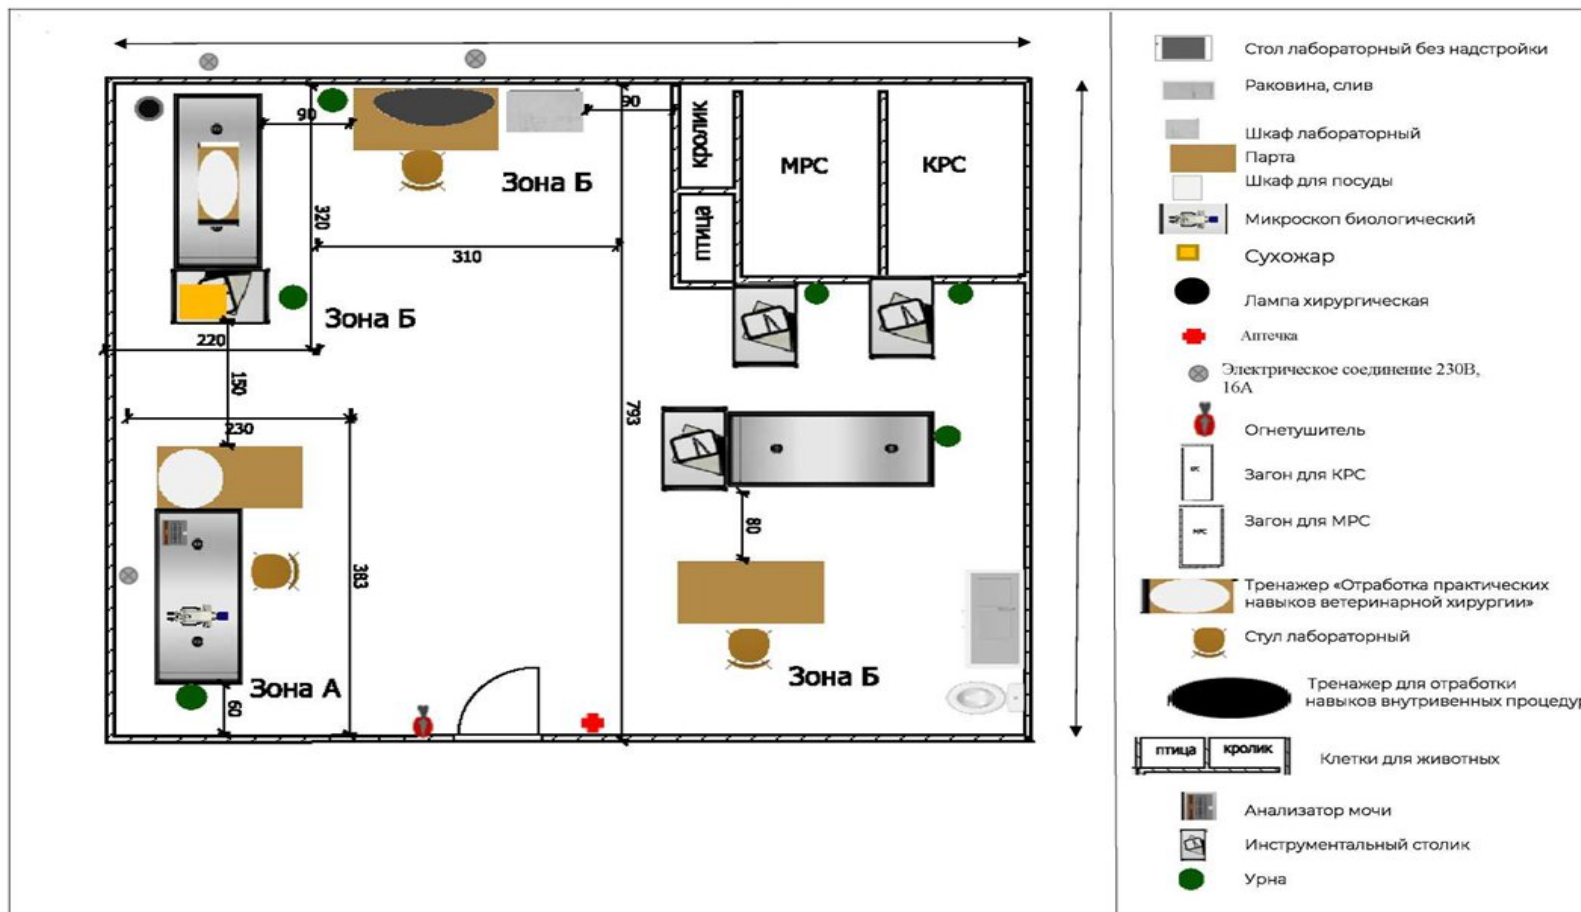 90
90
кролик
МРС
КРС
Зона Б
320
птица
310
Зона Б
220
150
230
793
80
383
Зона А
60
Зона Б
Стол лабораторный без надстройки
Раковина, слив
Шкаф лабораторный
Парта
Шкаф для посуды
Микроскоп биологический
Сухожар
Лампа хирургическая
Аптечка
Электрическое соединение 230В,
16А
Огнетушитель
КРС
Загон для КРС
Загон для МРС
МРС
Тренажер «Отработка практических
навыков ветеринарной хирургии»
Стул лабораторный
Тренажер для отработки
навыков внутривенных процедур
птица
кролик
Клетки для животных
Анализатор мочи
Инструментальный столик
Урна